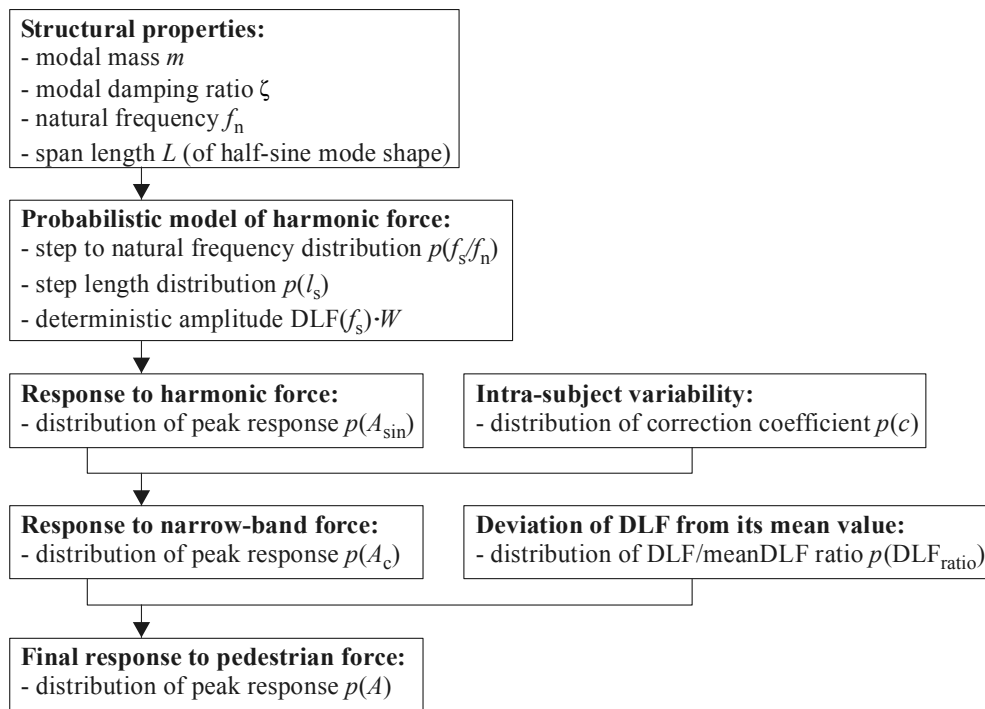 Structural properties:
- modal mass m
- modal damping ratio ζ
- natural frequency fn
- span length L (of half-sine mode shape)
Probabilistic model of harmonic force:
- step to natural frequency distribution p(fs/fn)
- step length distribution p(ls)
- deterministic amplitude DLF(fs)·W
Response to harmonic force:
- distribution of peak response p(Asin)
Intra-subject variability:
- distribution of correction coefficient p(c)
Response to narrow-band force:
- distribution of peak response p(Ac)
Deviation of DLF from its mean value:
- distribution of DLF/meanDLF ratio p(DLFratio)
Final response to pedestrian force:
- distribution of peak response p(A)